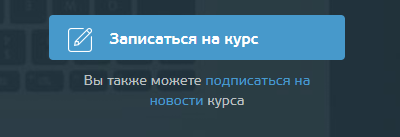 Записаться на курс
Вы также можете подписаться на
новости курса